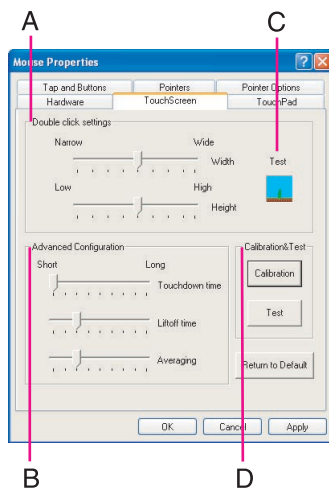 A
C
Mouse Properties
Tap and Buttons
Pointers
Pointer Options
Hardware
TouchScreen
TouchPad
Double click settings
Narrow
Wide
Width
Test
Low
High
Height
Advanced Configuration
Calibration&Test
Short
Long
Touchdown time
Calibration
Liftoff time
Test
Averaging
Return to Default
OK
Cancel
Apply
B
D